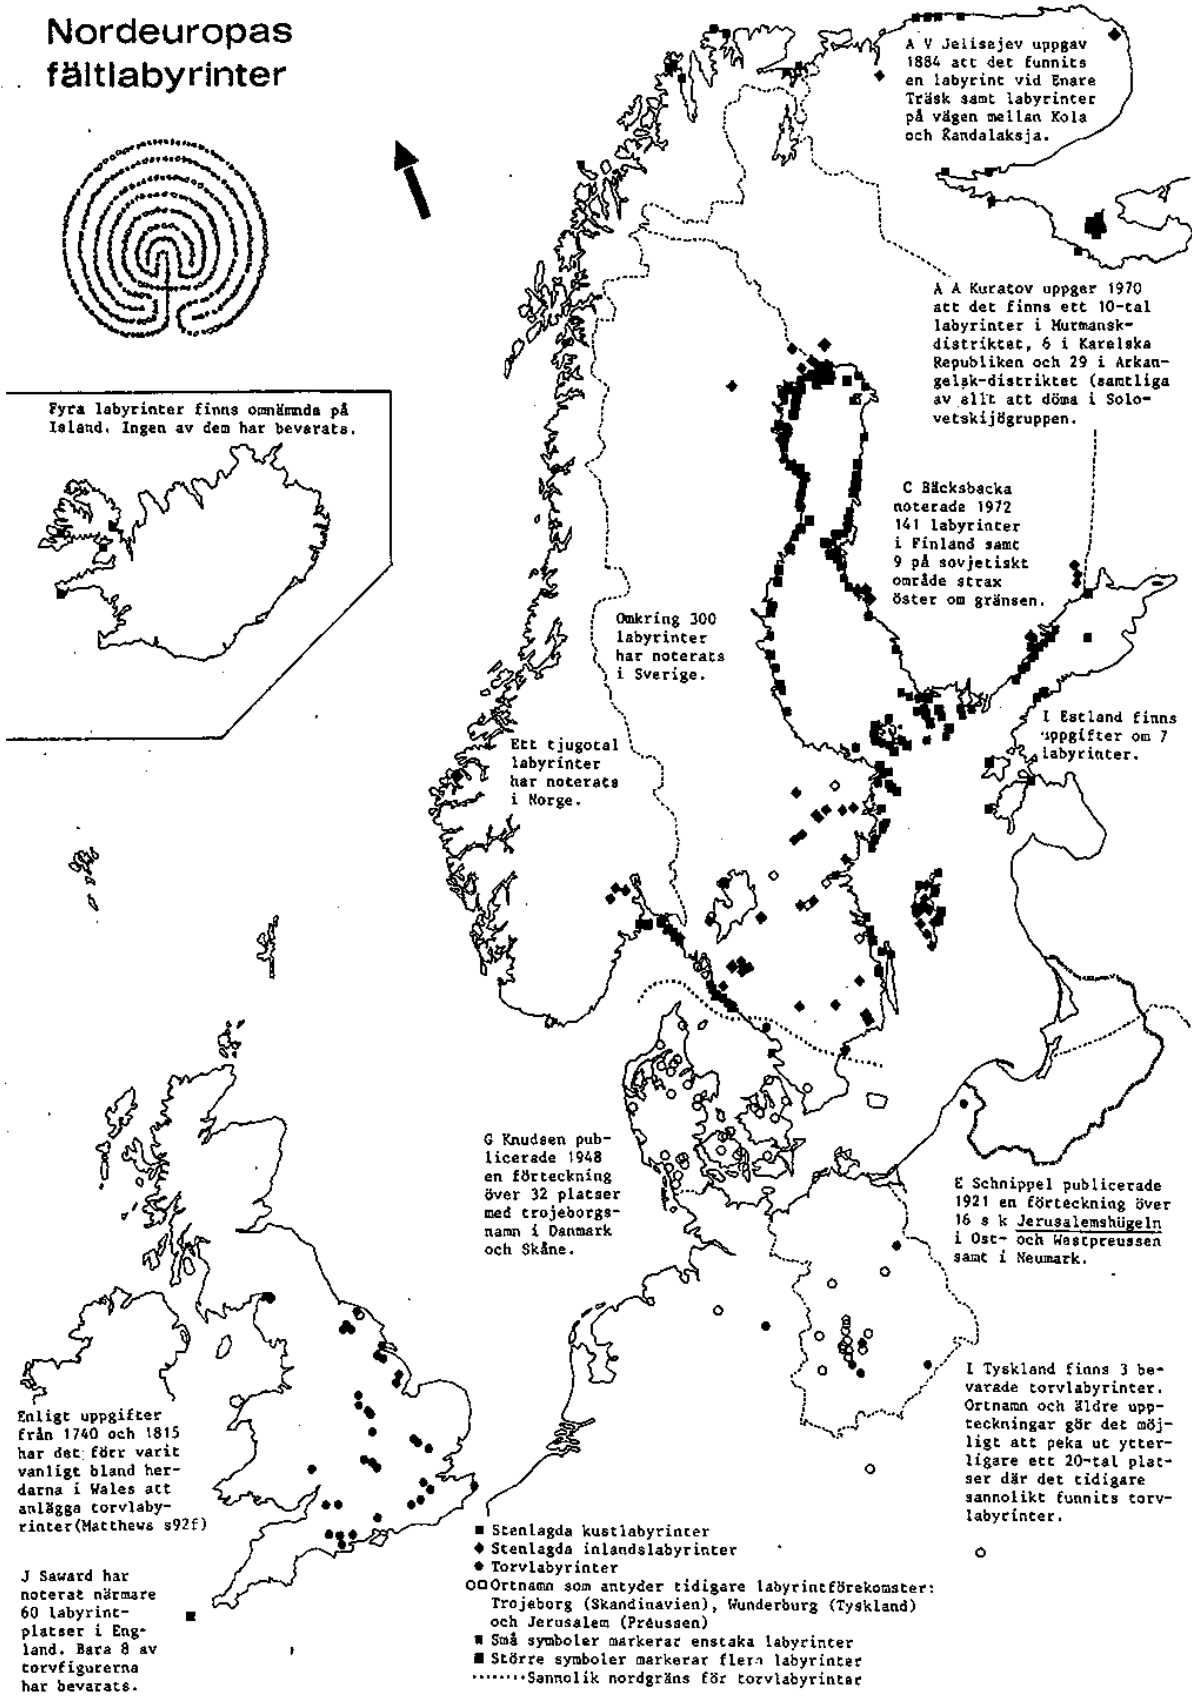 Nordeuropas
fältlabyrinter
A V Jelisejev uppgav
1884 att det funnits
en labyrint vid Enare
Träsk samt labyrinter
på vägen mellan Kola
och Kandalaksja.
A A Kuratov uppger 1970
att det finns ett 10-tal
labyrinter i Murmansk-
distriktet, 6 i Karelska
Republiken och 29 i Arkan-
gelsk-distriktet (samtliga
av allt att döma i Solo-
vetskijögruppen.
Fyra labyrinter finns omnämnda på
Island. Ingen av dem har bevarats.
C Bäcksbacka
noterade 1972
141 labyrinter
i Finland samt
9 på sovjetiskt
område strax
öster om gränsen.
Omkring 300
labyrinter
har noterats
i Sverige.
I Estland finns
uppgifter om 7
labyrinter.
Ett tjugotal
labyrinter
har noterats
i Norge.
G Knudsen pub-
licerade 1948
en förteckning
över 32 platser
med trojeborgs-
namn i Danmark
och Skåne.
E Schnippel publicerade
1921 en förteckning över
16 s k Jerusalemshügeln
i Ost- och Westpreussen
samt i Neumark.
I Tyskland finns 3 be-
varade torvlabyrinter.
Ortnamn och äldre upp-
teckningar gör det möj-
ligt att peka ut ytter-
ligare ett 20-tal plat-
ser där det tidigare
sannolikt funnits torv-
labyrinter.
Enligt uppgifter
från 1740 och 1815
har det förr varit
vanligt bland her-
darna i Wales att
anlägga torvlaby-
rinter(Matthews s92f)
J Saward har
noterat närmare
60 labyrint-
platser i Eng-
land. Bara 8 av
torvfigurerna
har bevarats.
■ Stenlagda kustlabyrinter
◆ Stenlagda inlandslabyrinter
● Torvlabyrinter
○□Ortnamn som antyder tidigare labyrintförekomster:
Trojeborg (Skandinavien), Wunderburg (Tyskland)
och Jerusalem (Preussen)
■ Små symboler markerar enstaka labyrinter
■ Större symboler markerar flera labyrinter
........Sannolik nordgräns för torvlabyrinter